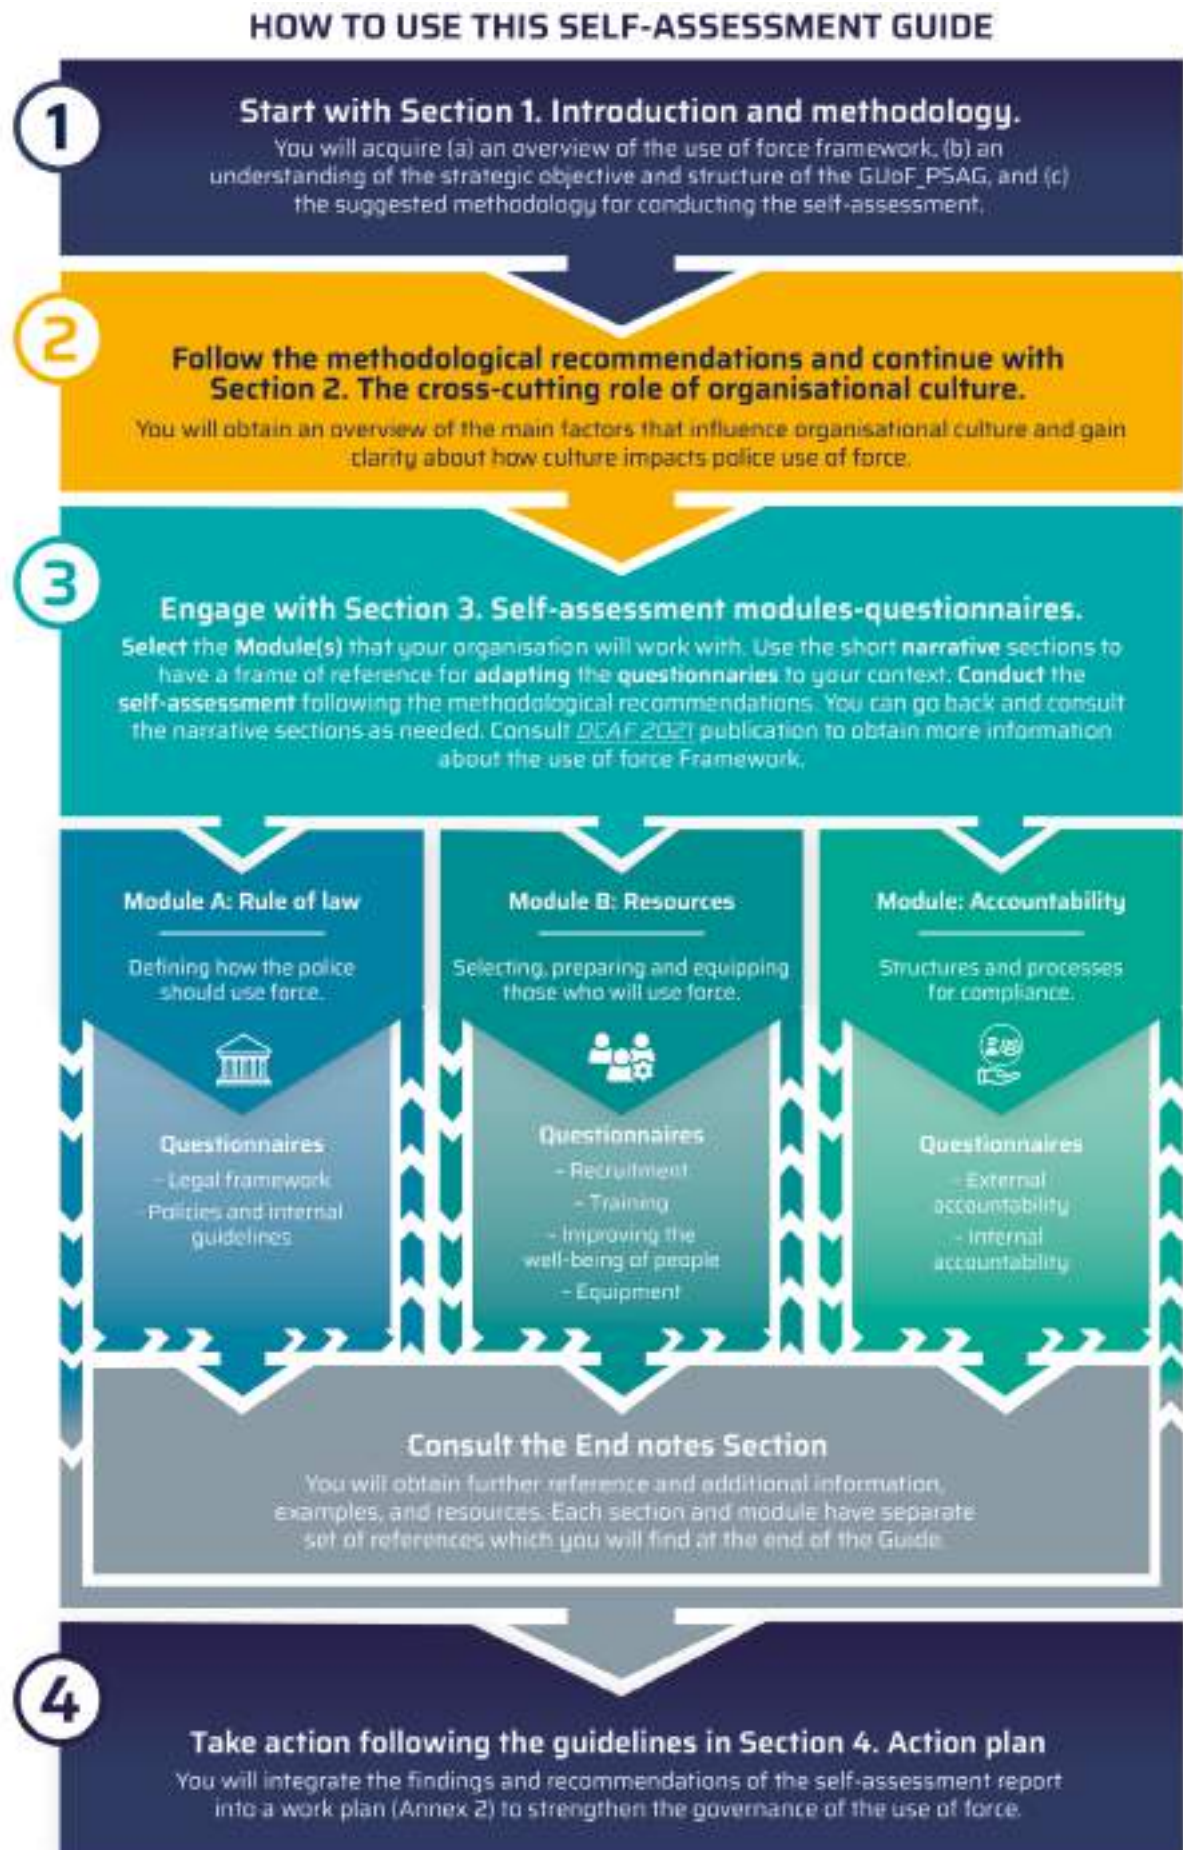 HOW TO USE THIS SELF-ASSESSMENT GUIDE
1
Start with Section 1. Introduction and methodology.
You will acquire (a) an overview of the use of force framework, (b) an
understanding of the strategic objective and structure of the GUoF_PSAG, and (c)
the suggested methodology for conducting the self-assessment.
2
Follow the methodological recommendations and continue with
Section 2. The cross-cutting role of organisational culture.
You will obtain an overview of the main factors that influence organisational culture and gain
clarity about how culture impacts police use of force.
3
Engage with Section 3. Self-assessment modules-questionnaires.
Select the Module(s) that your organisation will work with. Use the short narrative sections to
have a frame of reference for adapting the questionnaries to your context. Conduct the
self-assessment following the methodological recommendations. You can go back and consult
the narrative sections as needed. Consult DCAF 2021 publication to obtain more information
about the use of force Framework.
Module A: Rule of law
Defining how the police
should use force.
Questionnaires
- Legal framework
- Policies and internal
guidelines
Module B: Resources
Selecting, preparing and equipping
those who will use force.
Questionnaires
- Recruitment
- Training
- Improving the
well-being of people
- Equipment
Module: Accountability
Structures and processes
for compliance.
Questionnaires
- External
accountability
- Internal
accountability
Consult the End notes Section
You will obtain further reference and additional information,
examples, and resources. Each section and module have separate
set of references which you will find at the end of the Guide.
4
Take action following the guidelines in Section 4. Action plan
You will integrate the findings and recommendations of the self-assessment report
into a work plan (Annex 2) to strengthen the governance of the use of force.